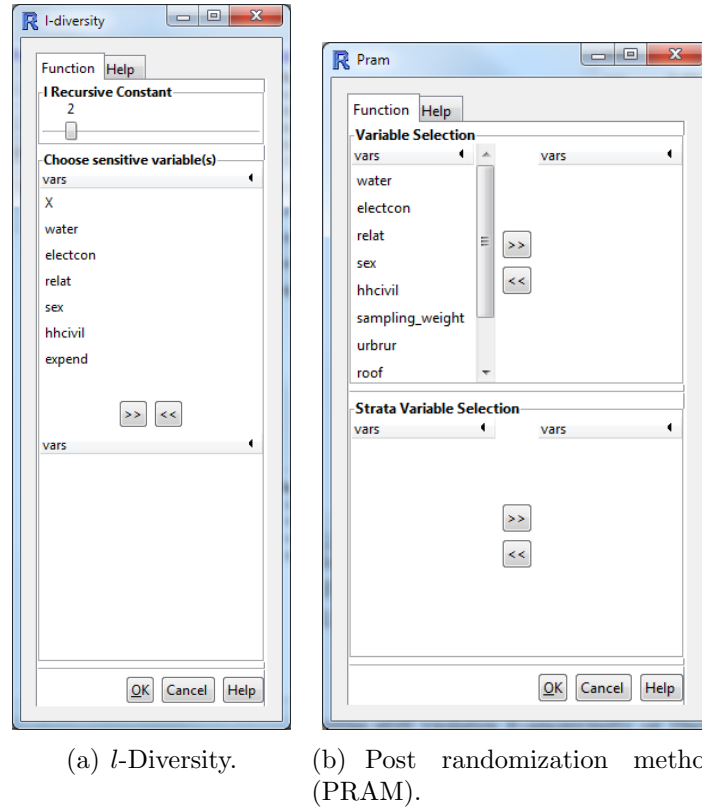 l-diversity
Function Help
l Recursive Constant
2
Choose sensitive variable(s)
vars
X
water
electcon
relat
sex
hhcivil
expend
>> <<
vars
OK Cancel Help
(a) l-Diversity.
Pram
Function Help
Variable Selection
vars vars
water
electcon
relat
sex
hhcivil
sampling_weight
urbrur
roof
>>
<<
Strata Variable Selection
vars vars
>>
<<
OK Cancel Help
(b) Post randomization metho
(PRAM).